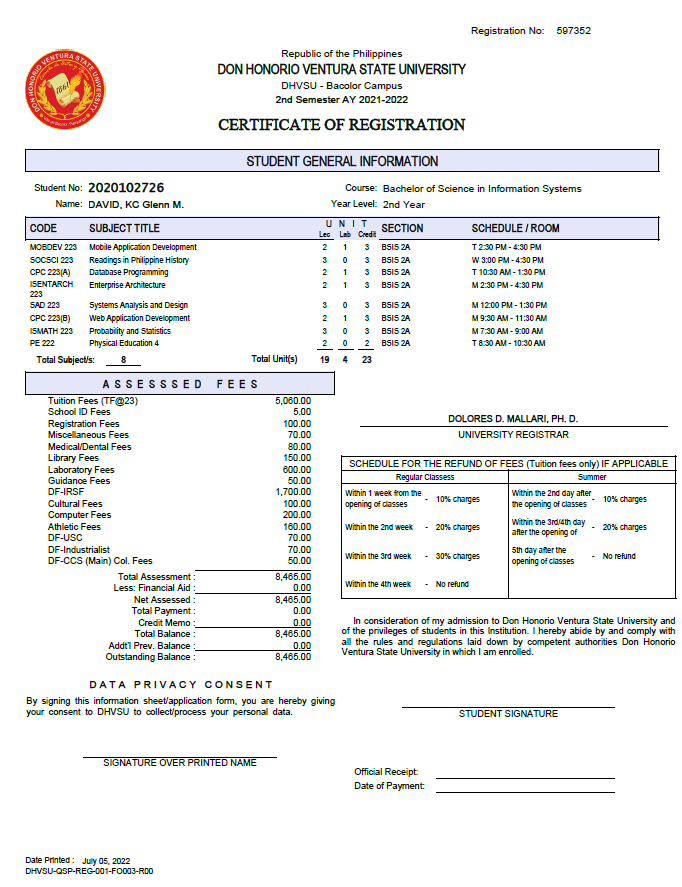 Registration No: 597352
Republic of the Philippines
DON HONORIO VENTURA STATE UNIVERSITY
DHVSU - Bacolor Campus
2nd Semester AY 2021-2022
CERTIFICATE OF REGISTRATION
DON HONORIO VENTURA STATE UNIVERSITY
1861
STUDENT GENERAL INFORMATION
Student No: 2020102726 Course: Bachelor of Science in Information Systems
Name: DAVID, KC Glenn M. Year Level: 2nd Year
CODE SUBJECT TITLE U N I T SECTION SCHEDULE / ROOM
Lec Lab Credit
MOBDEV 223 Mobile Application Development 2 1 3 BSIS 2A T 2:30 PM - 4:30 PM
SOCSCI 223 Readings in Philippine History 3 0 3 BSIS 2A W 3:00 PM - 4:30 PM
CPC 223(A) Database Programming 2 1 3 BSIS 2A T 10:30 AM - 1:30 PM
ISENTARCH 223 Enterprise Architecture 2 1 3 BSIS 2A M 2:30 PM - 4:30 PM
SAD 223 Systems Analysis and Design 3 0 3 BSIS 2A M 12:00 PM - 1:30 PM
CPC 223(B) Web Application Development 2 1 3 BSIS 2A M 9:30 AM - 11:30 AM
ISMATH 223 Probability and Statistics 3 0 3 BSIS 2A M 7:30 AM - 9:00 AM
PE 222 Physical Education 4 2 0 2 BSIS 2A T 8:30 AM - 10:30 AM
Total Subject/s: 8 Total Unit(s) 19 4 23
A S S E S S S E D F E E S
Tuition Fees (TF@23) 5,060.00
School ID Fees 5.00
Registration Fees 100.00
Miscellaneous Fees 70.00
Medical/Dental Fees 80.00
Library Fees 150.00
Laboratory Fees 600.00
Guidance Fees 50.00
DF-IRSF 1,700.00
Cultural Fees 100.00
Computer Fees 200.00
Athletic Fees 160.00
DF-USC 70.00
DF-Industrialist 70.00
DF-CCS (Main) Col. Fees 50.00
Total Assessment : 8,465.00
Less: Financial Aid : 0.00
Net Assessed : 8,465.00
Total Payment : 0.00
Credit Memo : 0.00
Total Balance : 8,465.00
Addt'l Prev. Balance : 0.00
Outstanding Balance : 8,465.00
DATA PRIVACY CONSENT
By signing this information sheet/application form, you are hereby giving
your consent to DHVSU to collect/process your personal data.
SIGNATURE OVER PRINTED NAME
DOLORES D. MALLARI, PH. D.
UNIVERSITY REGISTRAR
SCHEDULE FOR THE REFUND OF FEES (Tuition fees only) IF APPLICABLE
Regular Classess Summer
Within 1 week from the opening of classes - 10% charges Within the 2nd day after the opening of classes - 10% charges
Within the 2nd week - 20% charges Within the 3rd/4th day after the opening of - 20% charges
Within the 3rd week - 30% charges 5th day after the opening of classes - No refund
Within the 4th week - No refund
In consideration of my admission to Don Honorio Ventura State University and
of the privileges of students in this Institution. I hereby abide by and comply with
all the rules and regulations laid down by competent authorities Don Honorio
Ventura State University in which I am enrolled.
STUDENT SIGNATURE
Official Receipt:
Date of Payment:
Date Printed : July 05, 2022
DHVSU-QSP-REG-001-FO003-R00